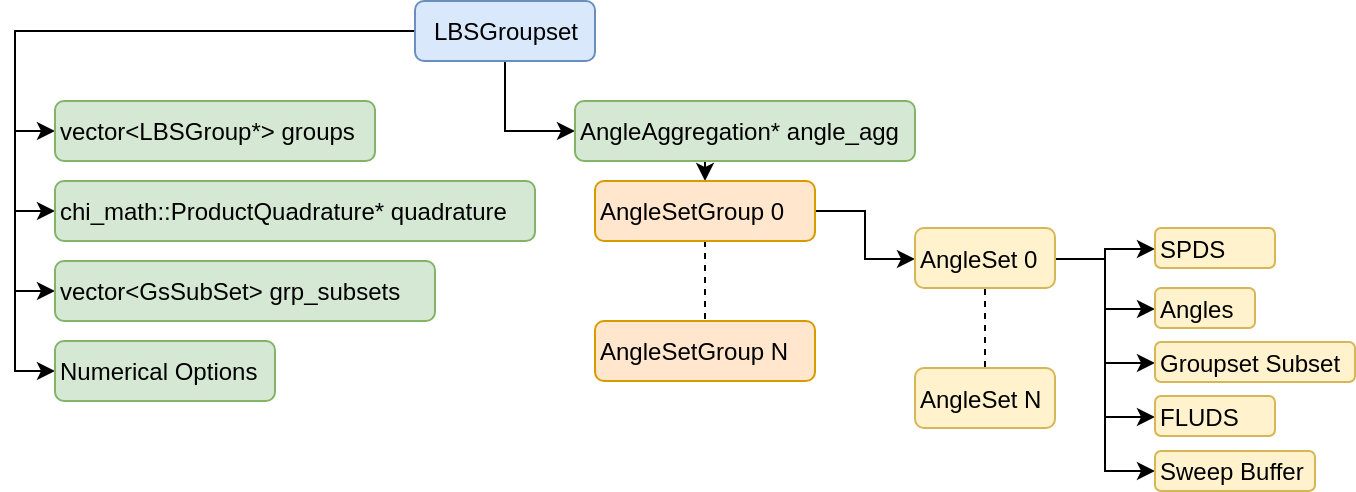 LBSGroupset
vector<LBSGroup*> groups
AngleAggregation* angle_agg
chi_math::ProductQuadrature* quadrature
AngleSetGroup 0
AngleSet 0
SPDS
vector<GsSubSet> grp_subsets
Angles
AngleSetGroup N
Groupset Subset
Numerical Options
AngleSet N
FLUDS
Sweep Buffer